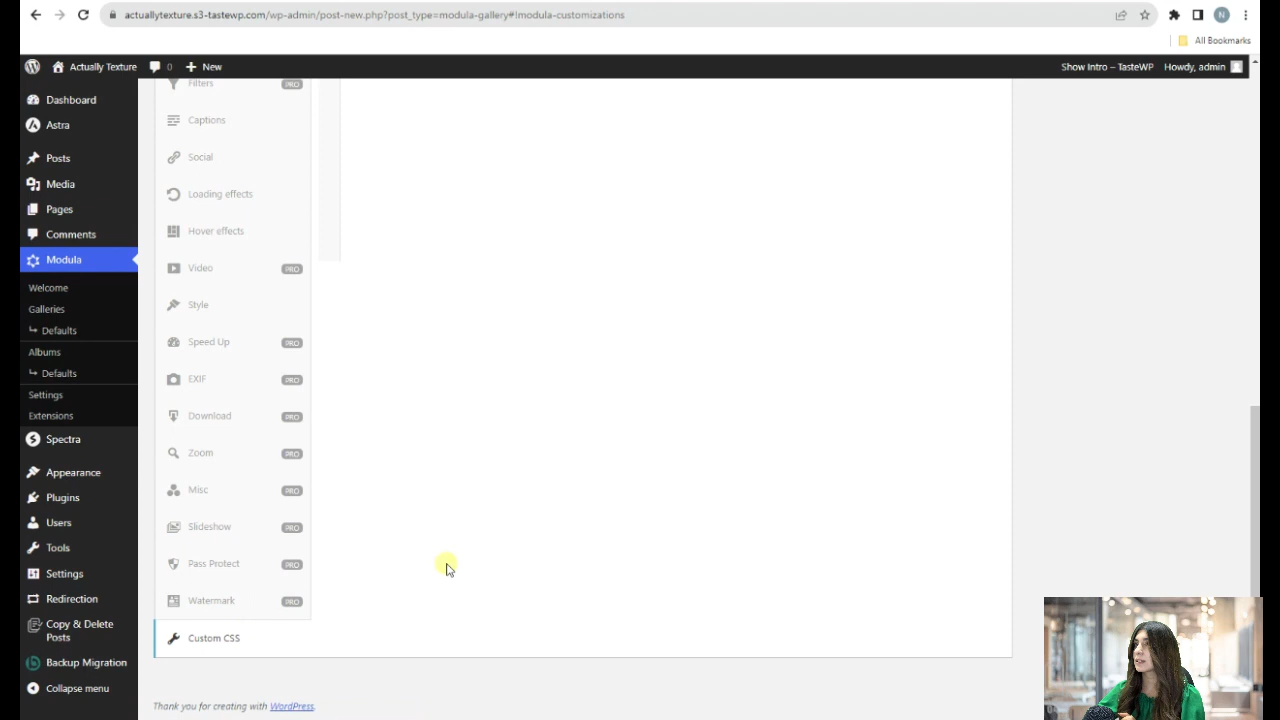 actuallytexture.s3-tastewp.com/wp-admin/post-new.php?post_type=modula-gallery#!modula-customizations
All Bookmarks
Actually Texture
0
New
Show Intro – TasteWP
Howdy, admin
N
Dashboard
Astra
Posts
Media
Pages
Comments
Modula
Welcome
Galleries
Defaults
Albums
Defaults
Settings
Extensions
Spectra
Appearance
Plugins
Users
Tools
Settings
Redirection
Copy & Delete
Posts
Backup Migration
Collapse menu
Filters PRO
Captions
Social
Loading effects
Hover effects
Video PRO
Style
Speed Up PRO
EXIF PRO
Download PRO
Zoom PRO
Misc PRO
Slideshow PRO
Pass Protect PRO
Watermark PRO
Custom CSS
Thank you for creating with WordPress.